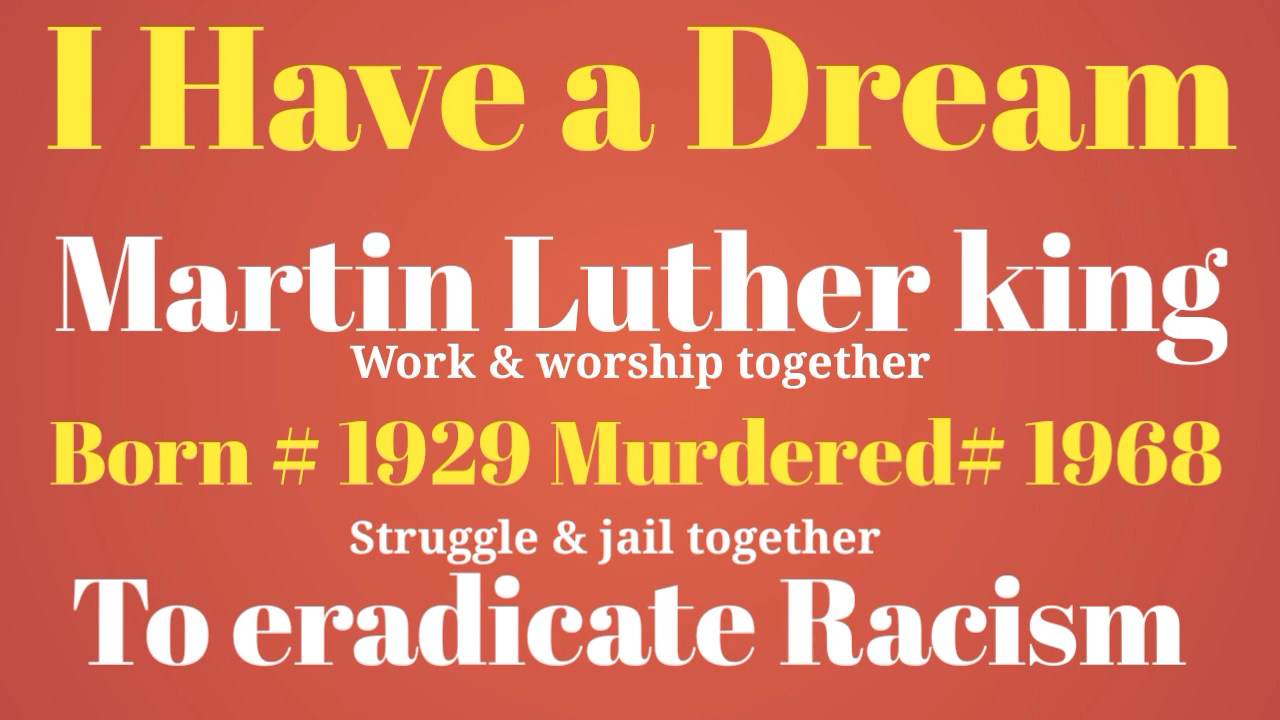 I Have a Dream
Martin Luther king
Work & worship together
Born # 1929 Murdered# 1968
Struggle & jail together
To eradicate Racism